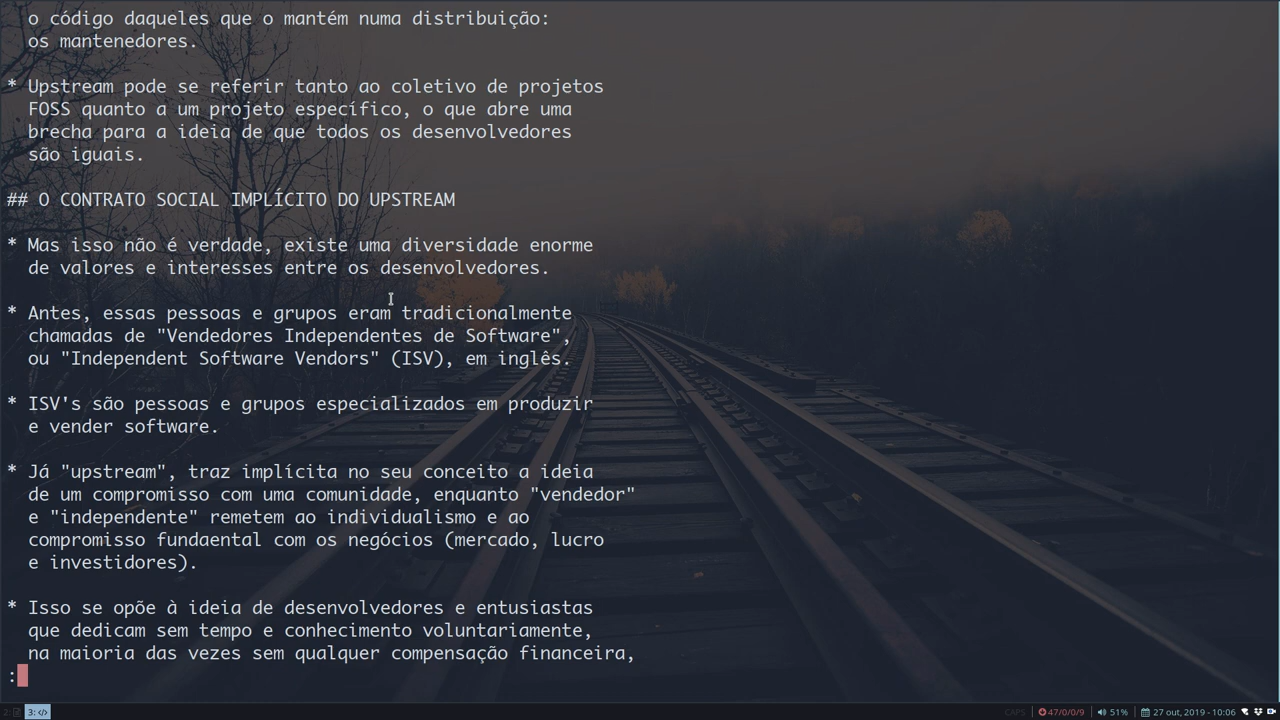 o código daqueles que o mantém numa distribuição:
os mantenedores.
* Upstream pode se referir tanto ao coletivo de projetos
FOSS quanto a um projeto específico, o que abre uma
brecha para a ideia de que todos os desenvolvedores
são iguais.
## O CONTRATO SOCIAL IMPLÍCITO DO UPSTREAM
* Mas isso não é verdade, existe uma diversidade enorme
de valores e interesses entre os desenvolvedores.
* Antes, essas pessoas e grupos eram tradicionalmente
chamadas de "Vendedores Independentes de Software",
ou "Independent Software Vendors" (ISV), em inglês.
* ISV's são pessoas e grupos especializados em produzir
e vender software.
* Já "upstream", traz implícita no seu conceito a ideia
de um compromisso com uma comunidade, enquanto "vendedor"
e "independente" remetem ao individualismo e ao
compromisso fundaental com os negócios (mercado, lucro
e investidores).
* Isso se opõe à ideia de desenvolvedores e entusiastas
que dedicam sem tempo e conhecimento voluntariamente,
na maioria das vezes sem qualquer compensação financeira,
:
2: 3: </> CAPS 47/0/0/9 51% 27 out, 2019 - 10:06